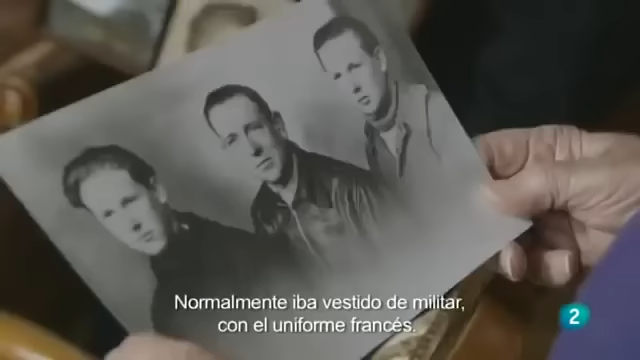 Normalmente iba vestido de militar,
con el uniforme francés.
2